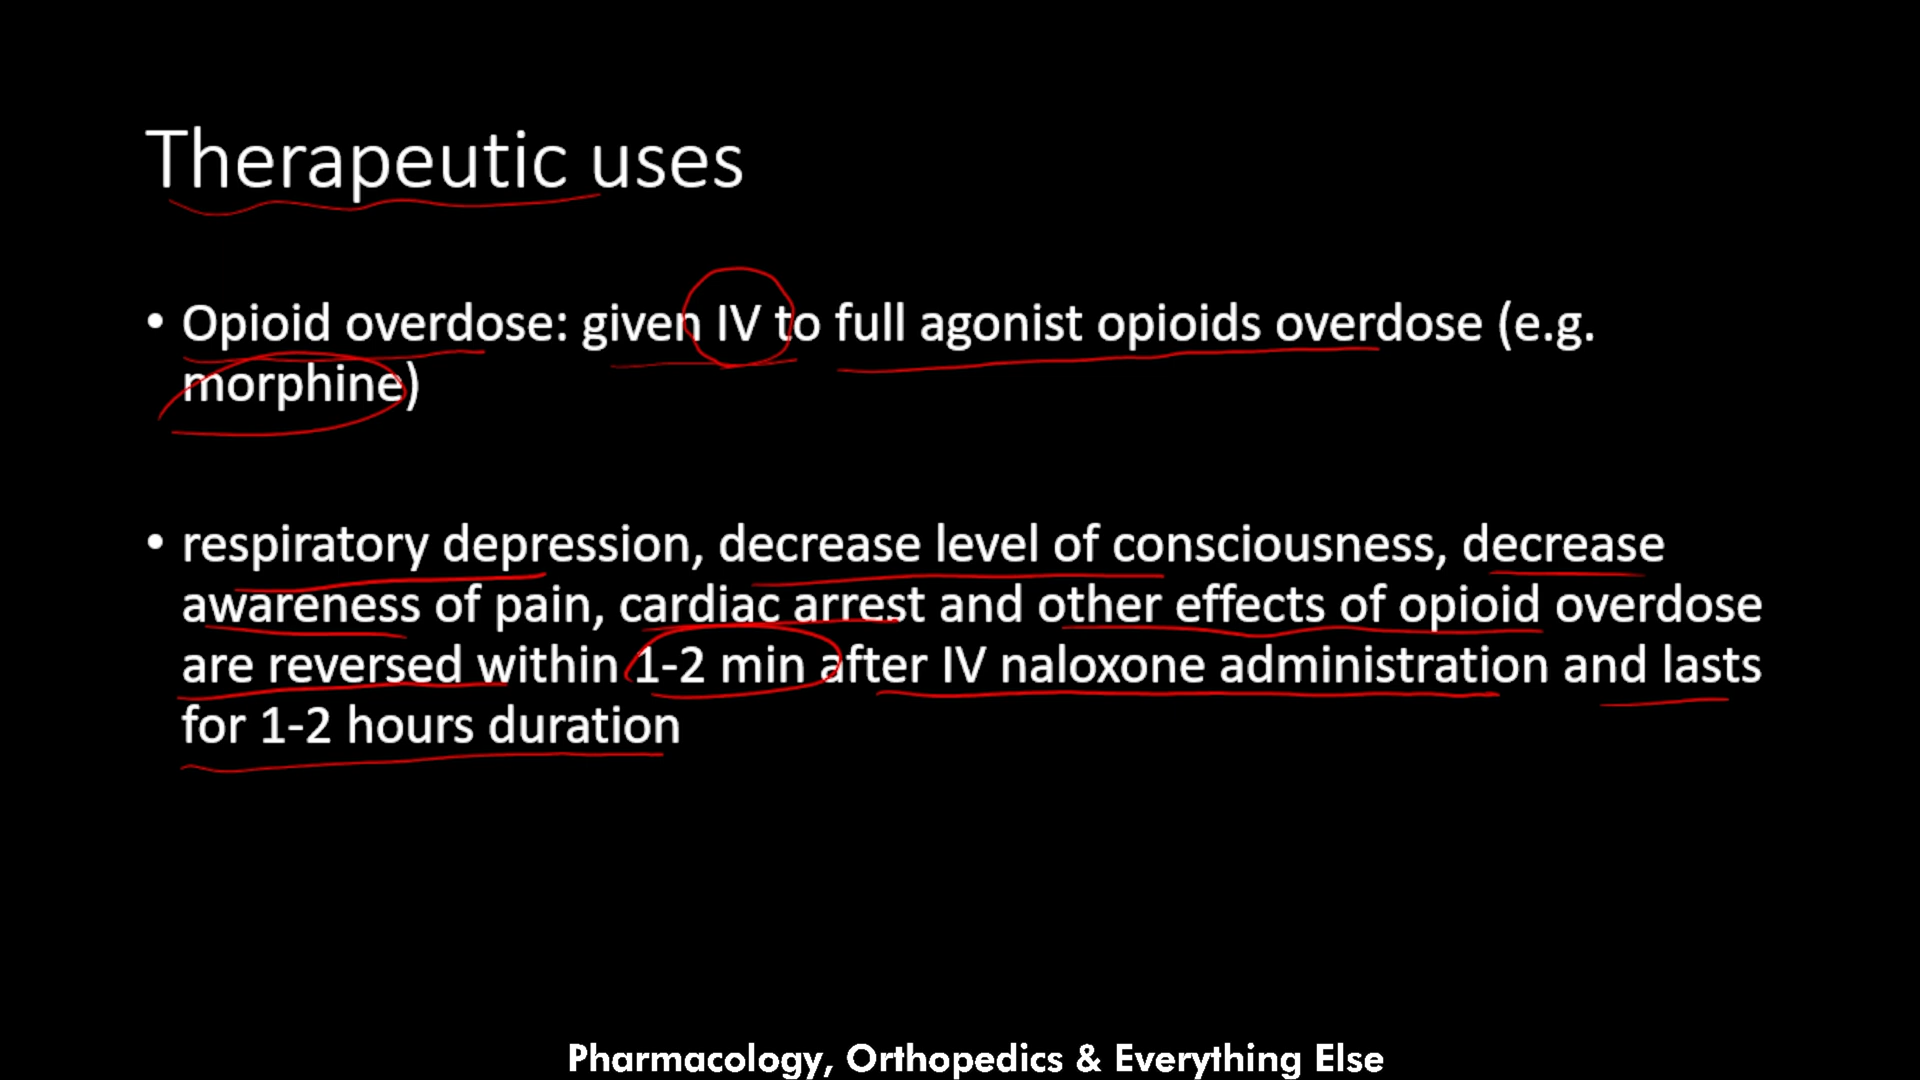 Therapeutic uses
• Opioid overdose: given IV to full agonist opioids overdose (e.g.
morphine)
• respiratory depression, decrease level of consciousness, decrease
awareness of pain, cardiac arrest and other effects of opioid overdose
are reversed within 1-2 min after IV naloxone administration and lasts
for 1-2 hours duration
Pharmacology, Orthopedics & Everything Else